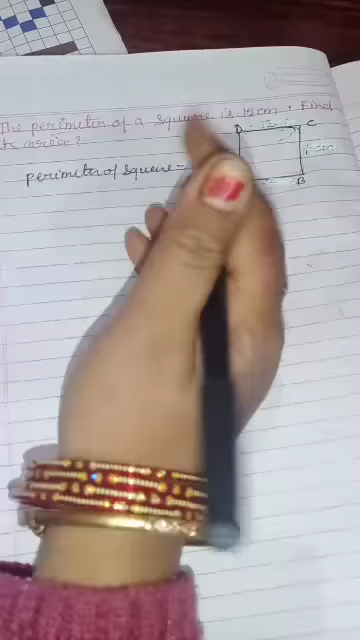 The perimeter of a square is 12 cm . Find
its area?
D C
perimeter of square =
B